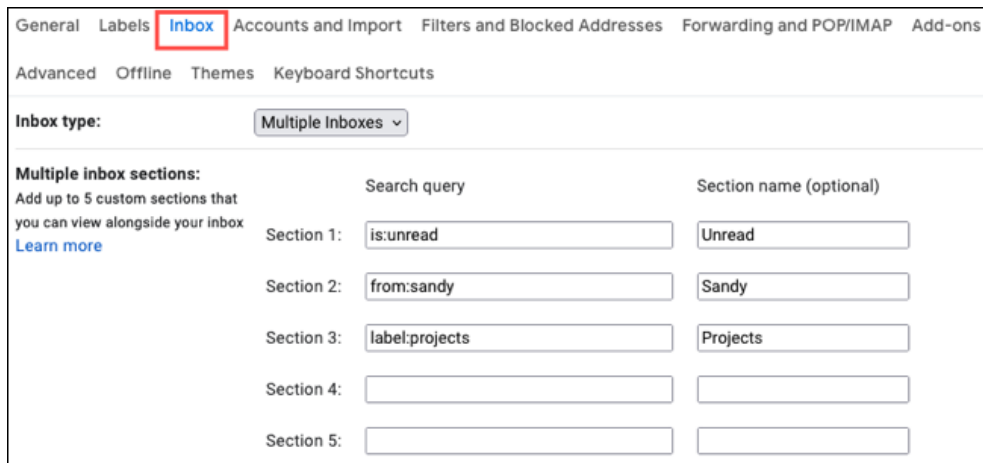 General Labels Inbox Accounts and Import Filters and Blocked Addresses Forwarding and POP/IMAP Add-ons
Advanced Offline Themes Keyboard Shortcuts
Inbox type: Multiple Inboxes
Multiple inbox sections:
Add up to 5 custom sections that
you can view alongside your inbox
Learn more
Search query Section name (optional)
Section 1: is:unread Unread
Section 2: from:sandy Sandy
Section 3: label:projects Projects
Section 4:
Section 5: